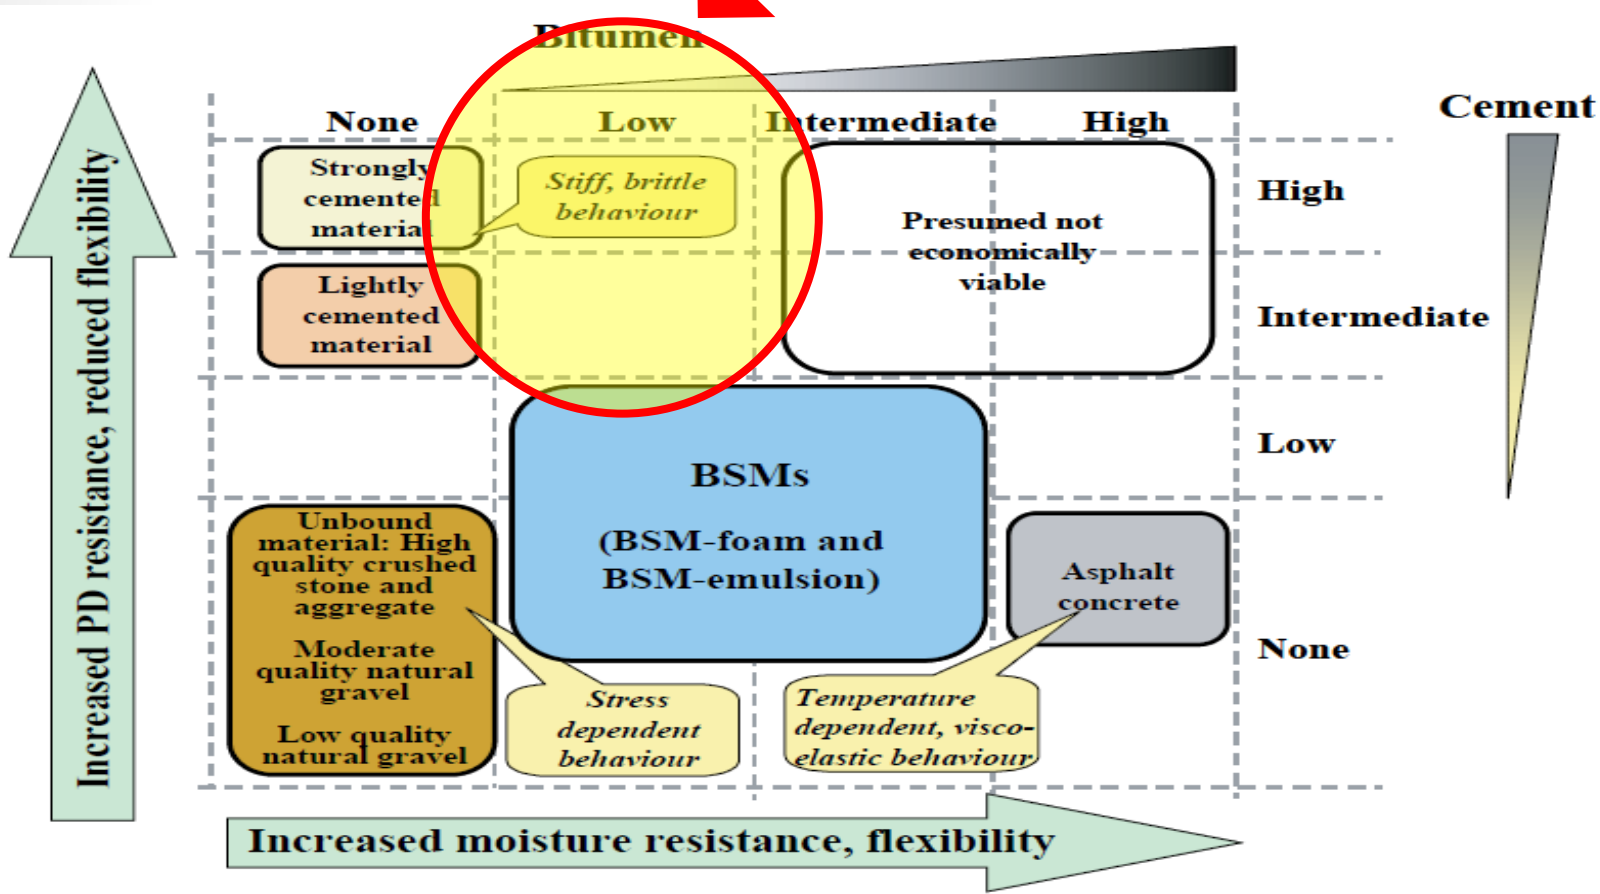 Bitumen
Cement
None
Low
Intermediate
High
Strongly
cemented
material
Stiff, brittle
behaviour
Presumed not
economically
viable
High
Lightly
cemented
material
Intermediate
BSMs
(BSM-foam and
BSM-emulsion)
Low
Unbound
material: High
quality crushed
stone and
aggregate
Moderate
quality natural
gravel
Low quality
natural gravel
Asphalt
concrete
None
Stress
dependent
behaviour
Temperature
dependent, visco-
elastic behaviour
Increased PD resistance, reduced flexibility
Increased moisture resistance, flexibility